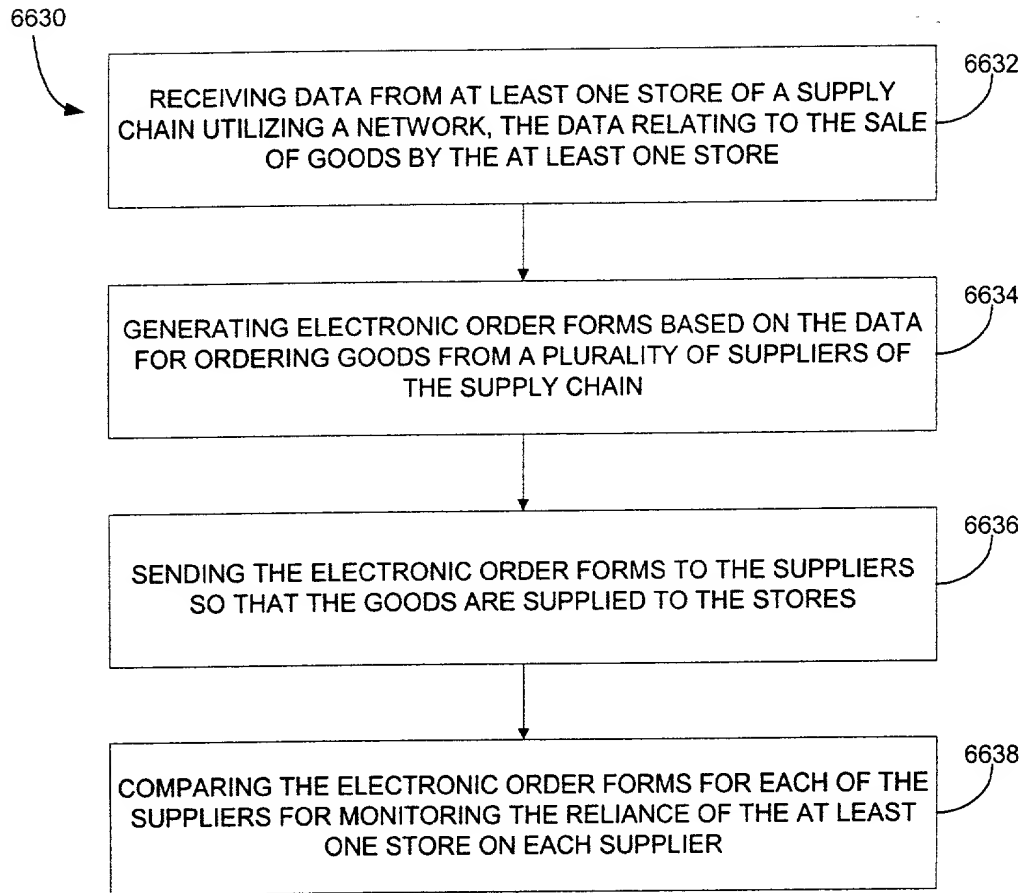 6630
6632
RECEIVING DATA FROM AT LEAST ONE STORE OF A SUPPLY
CHAIN UTILIZING A NETWORK, THE DATA RELATING TO THE SALE
OF GOODS BY THE AT LEAST ONE STORE
6634
GENERATING ELECTRONIC ORDER FORMS BASED ON THE DATA
FOR ORDERING GOODS FROM A PLURALITY OF SUPPLIERS OF
THE SUPPLY CHAIN
6636
SENDING THE ELECTRONIC ORDER FORMS TO THE SUPPLIERS
SO THAT THE GOODS ARE SUPPLIED TO THE STORES
6638
COMPARING THE ELECTRONIC ORDER FORMS FOR EACH OF THE
SUPPLIERS FOR MONITORING THE RELIANCE OF THE AT LEAST
ONE STORE ON EACH SUPPLIER